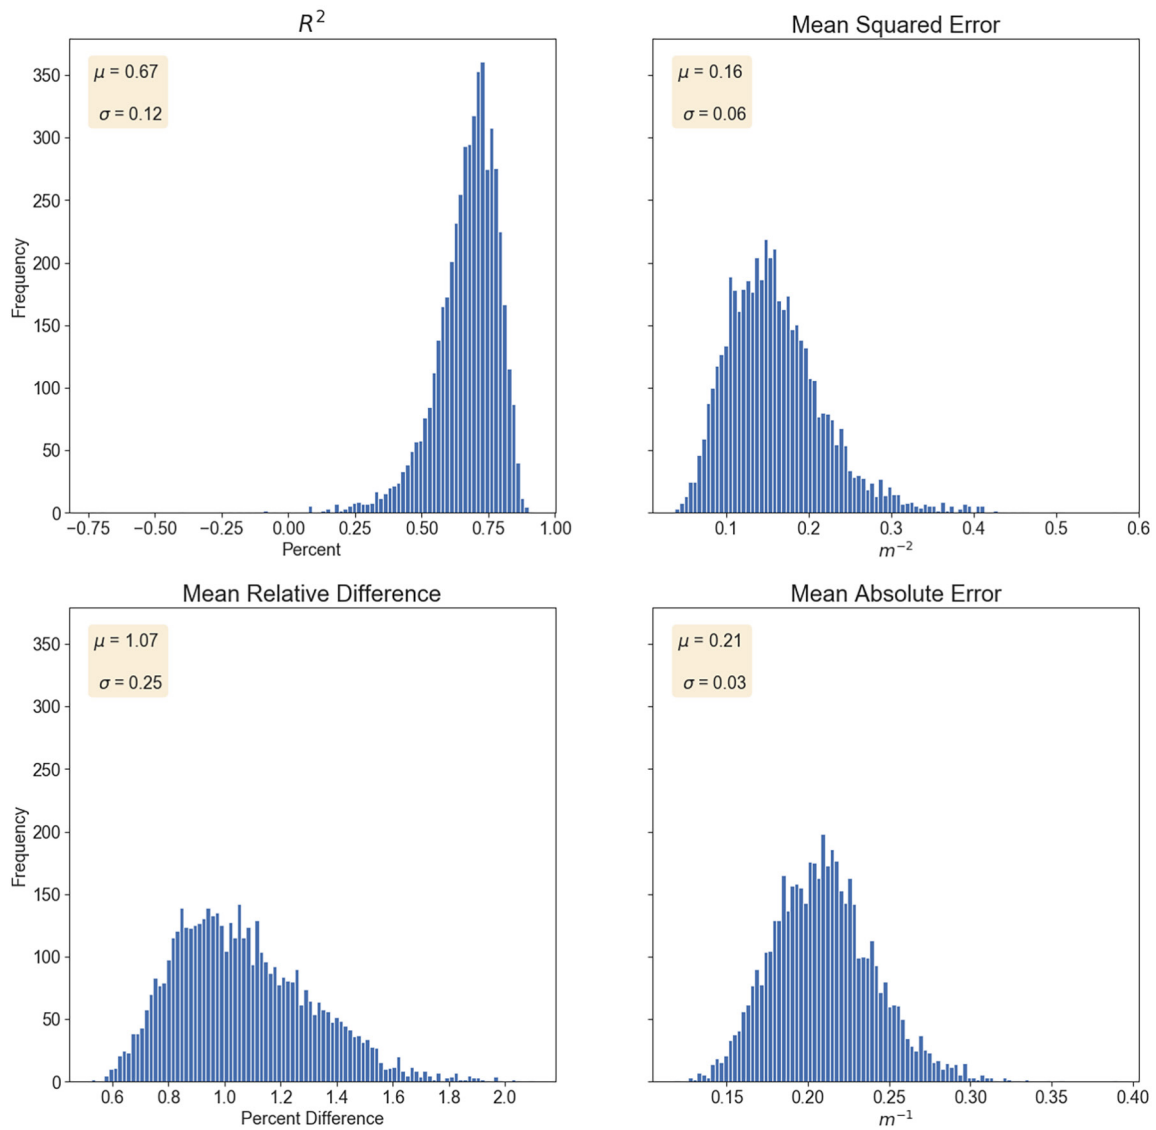 R²
μ = 0.67
σ = 0.12
Frequency
350
300
250
200
150
100
50
0
−0.75 −0.50 −0.25 0.00 0.25 0.50 0.75 1.00
Percent
Mean Squared Error
μ = 0.16
σ = 0.06
0.1 0.2 0.3 0.4 0.5 0.6
m⁻²
Mean Relative Difference
μ = 1.07
σ = 0.25
Frequency
350
300
250
200
150
100
50
0
0.6 0.8 1.0 1.2 1.4 1.6 1.8 2.0
Percent Difference
Mean Absolute Error
μ = 0.21
σ = 0.03
0.15 0.20 0.25 0.30 0.35 0.40
m⁻¹